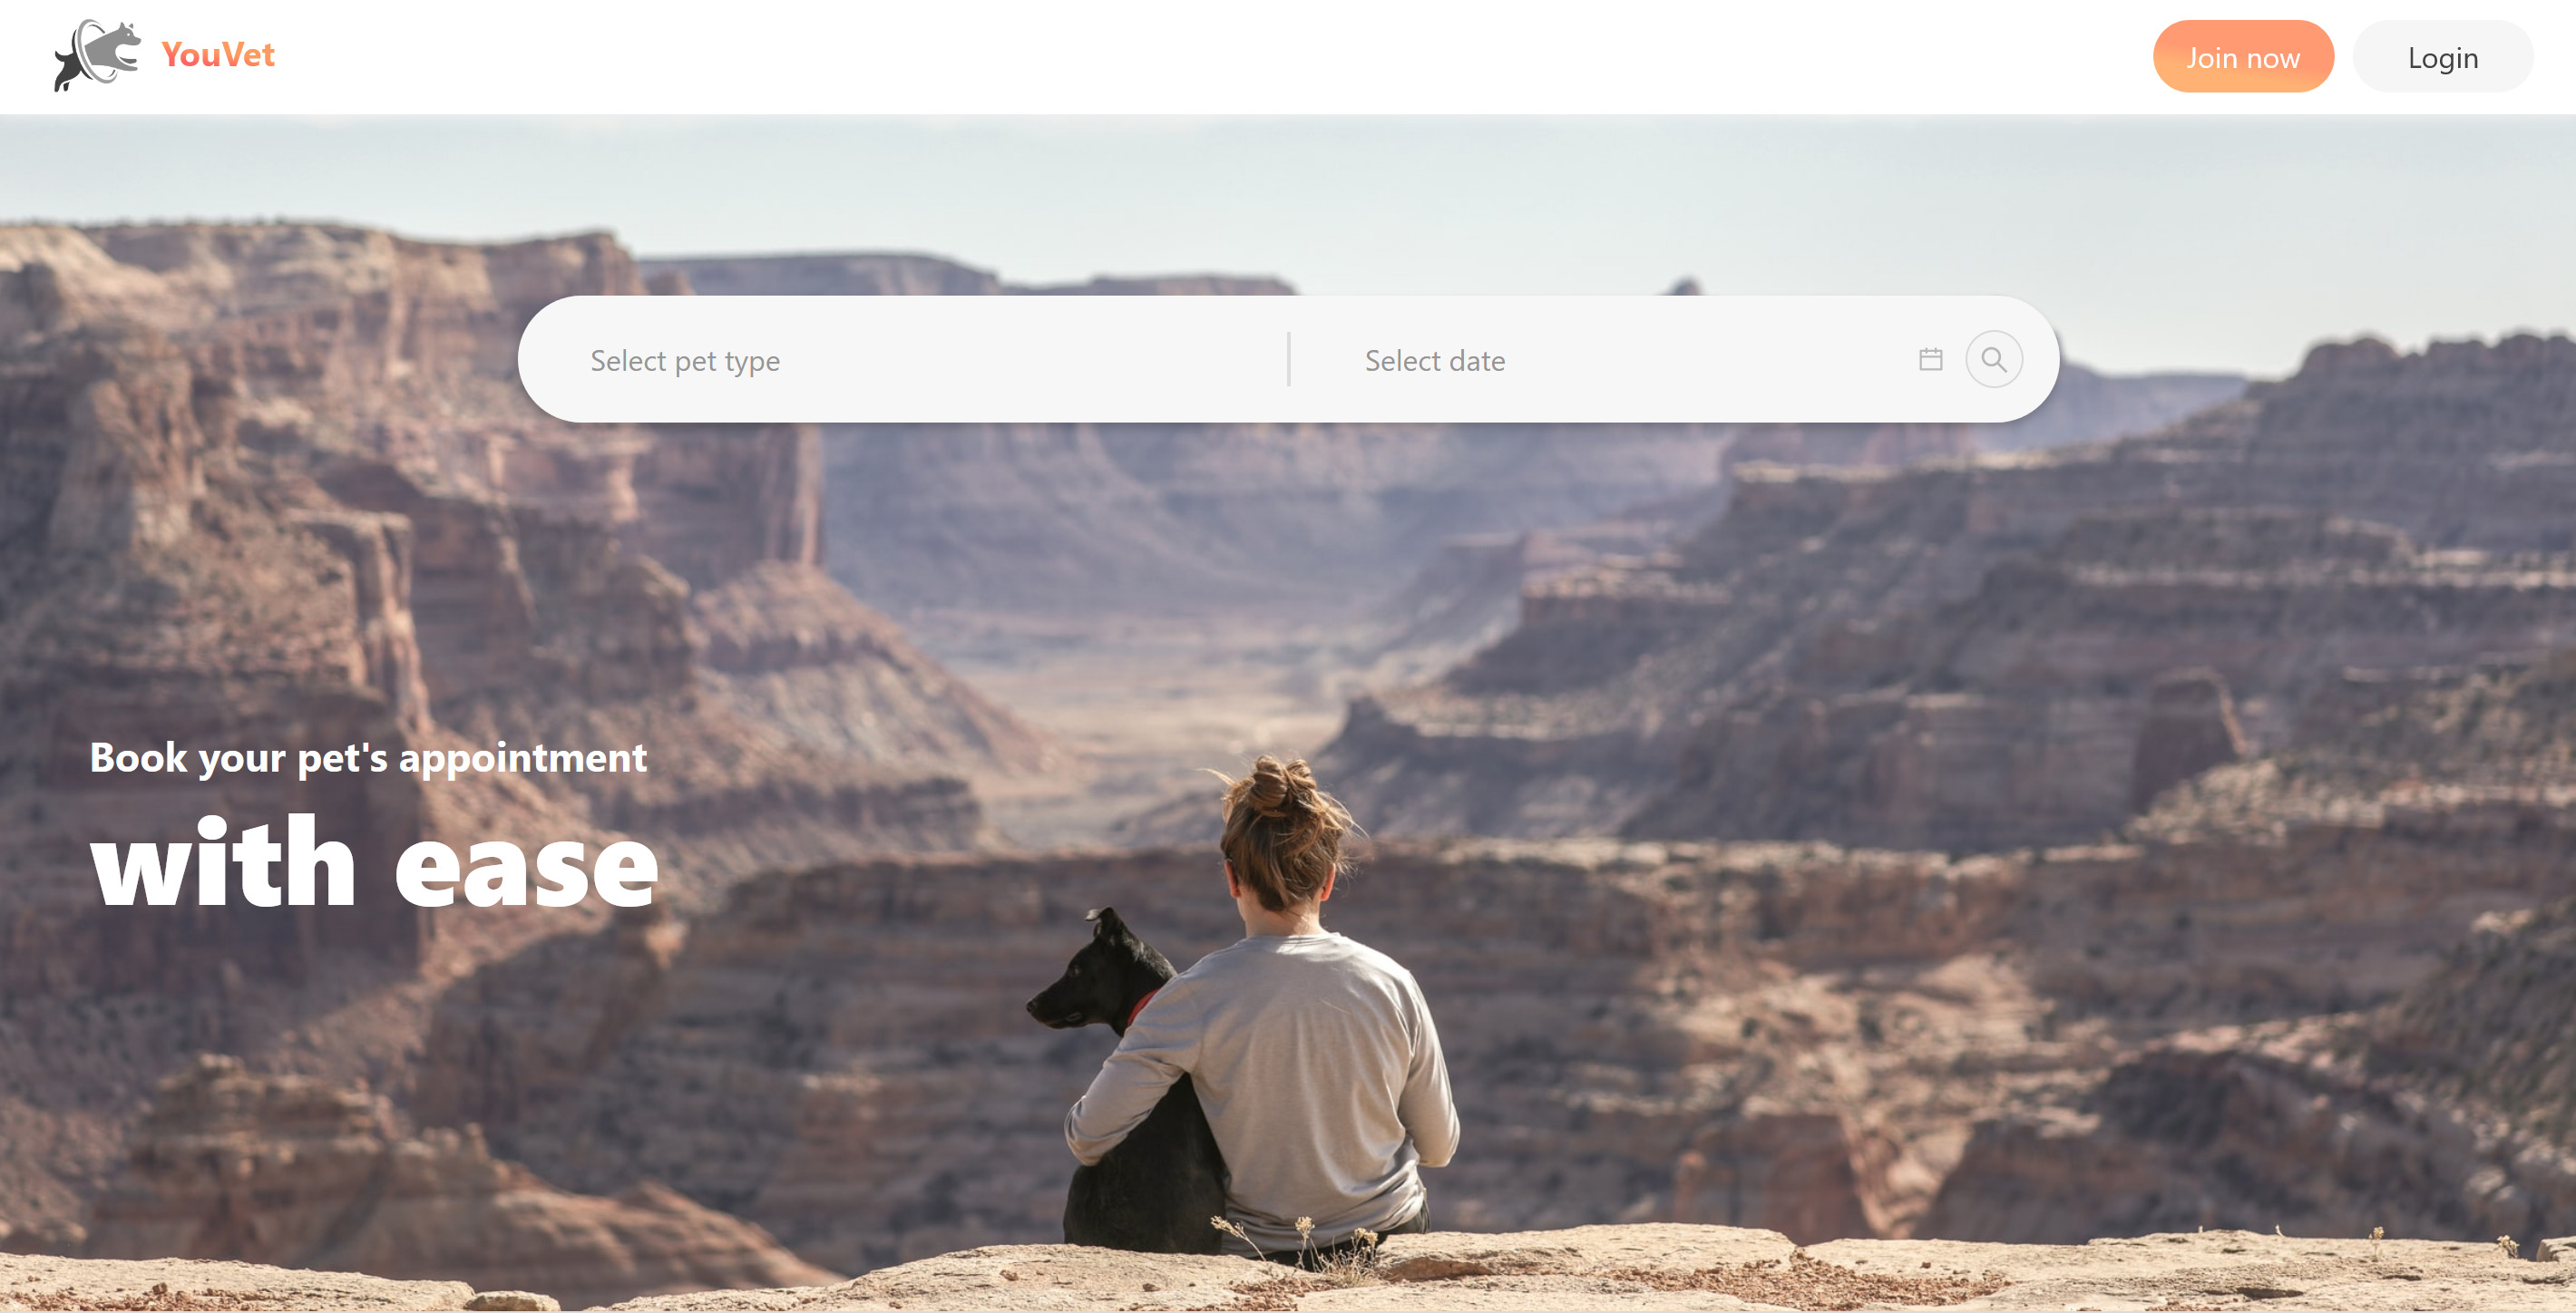 YouVet
Join now
Login
Select pet type
Select date
Book your pet's appointment
with ease